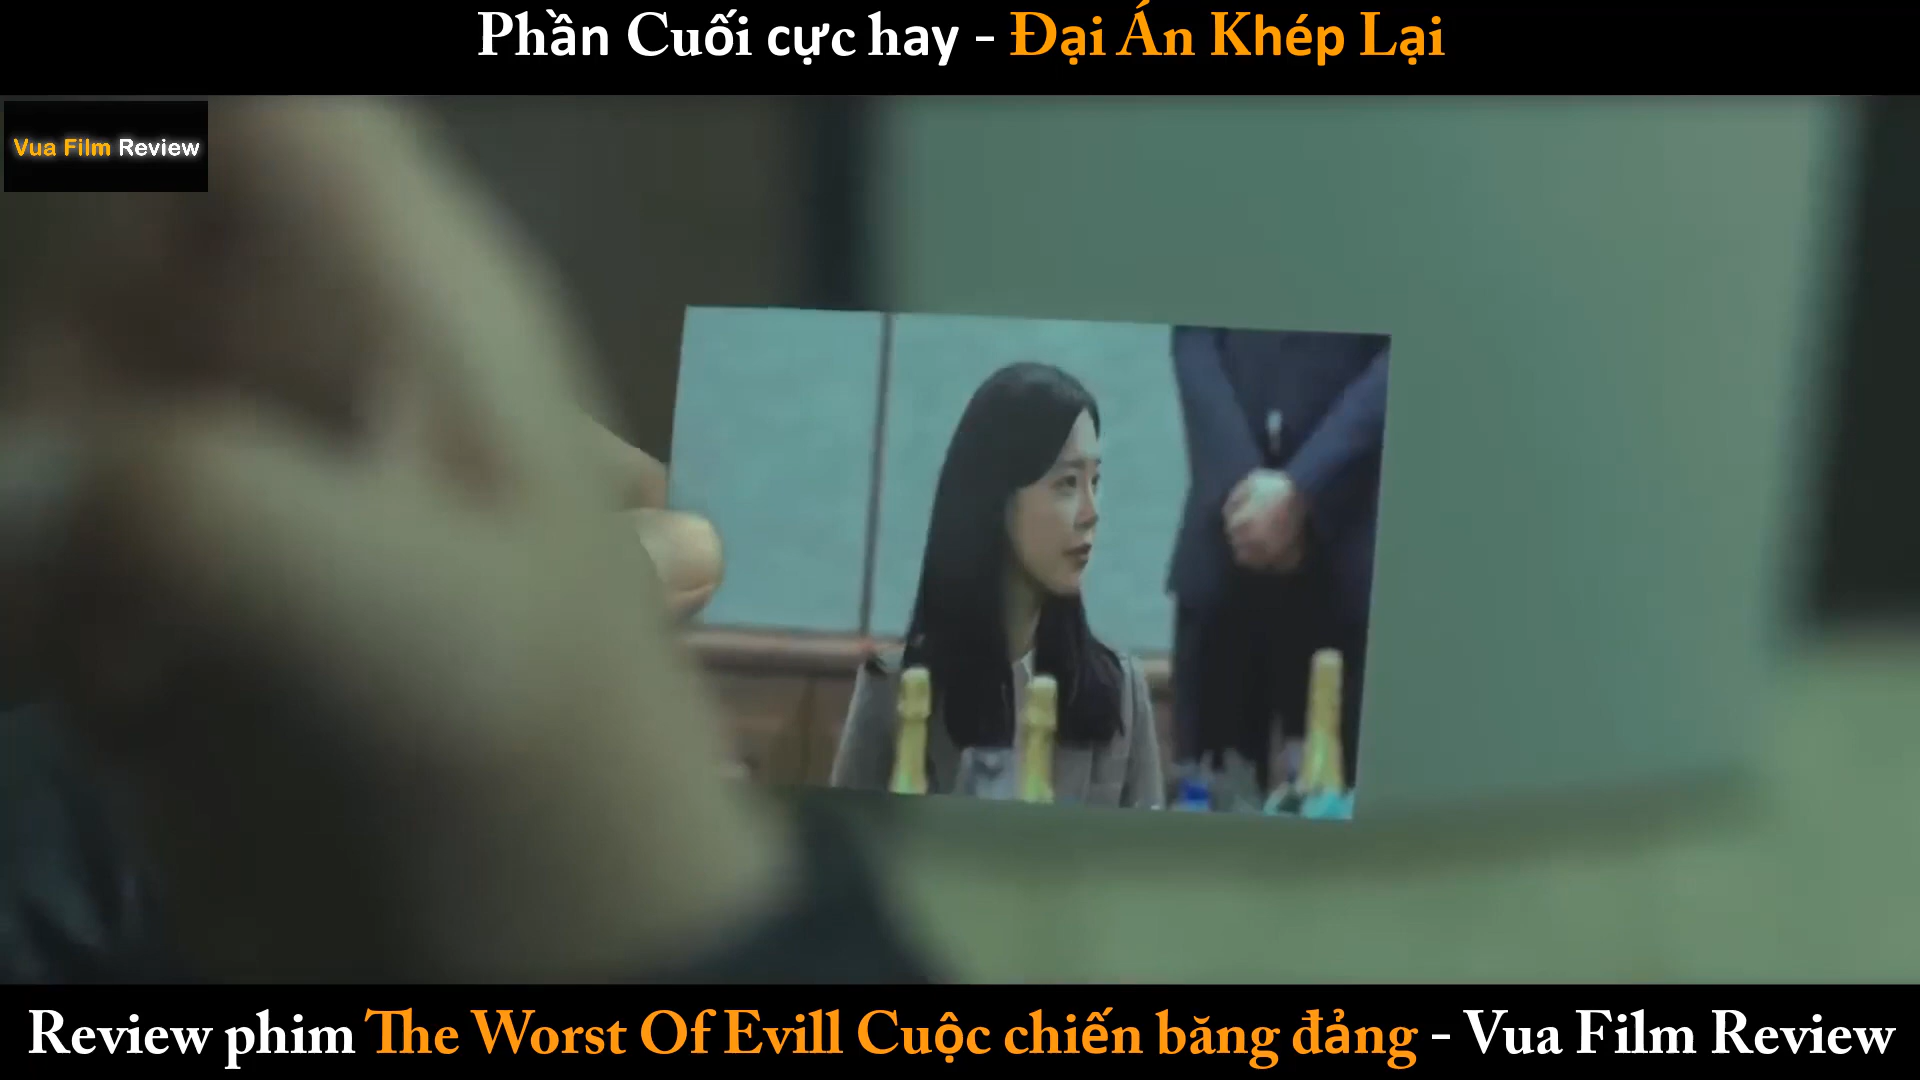 Phần Cuối cực hay - Đại Án Khép Lại
Vua Film Review
Review phim The Worst Of Evill Cuộc chiến băng đảng - Vua Film Review